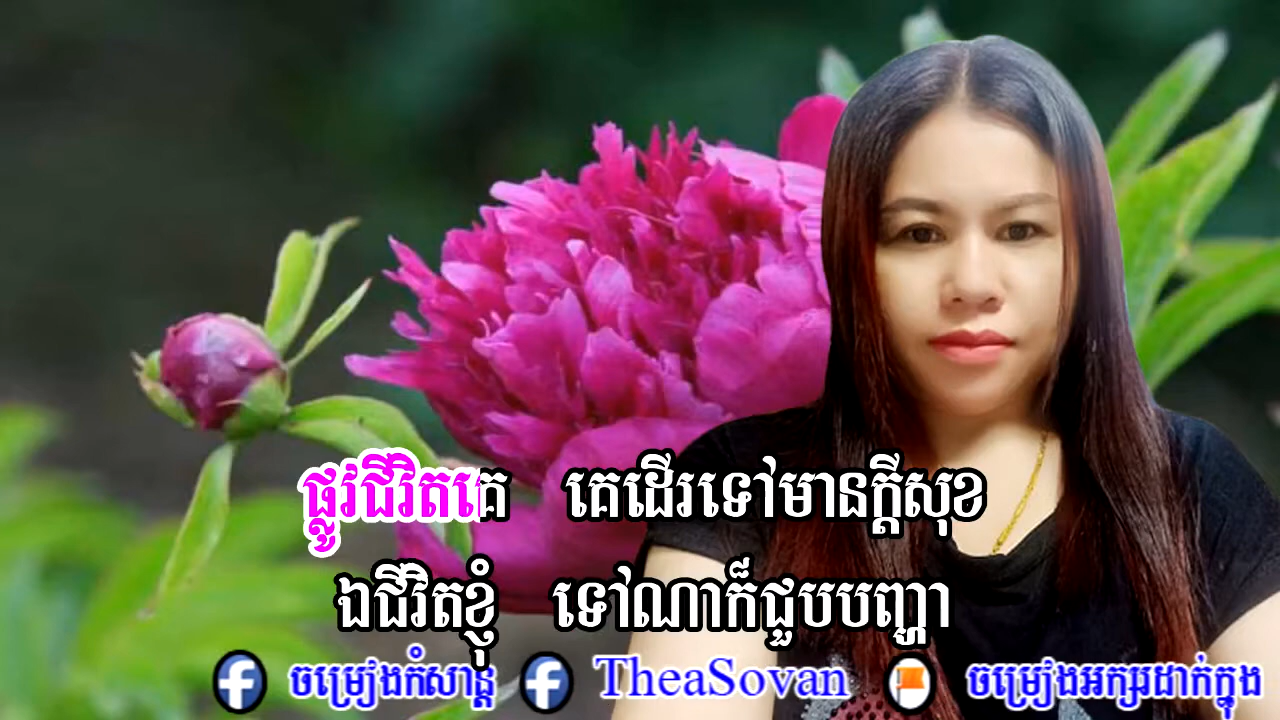 ផ្លូវជីវិតគេ គេដើរទៅមានក្ដីសុខ
ឯជីវិតខ្ញុំ ទៅណាក៏ជួបបញ្ហា
ចម្រៀងកំសាន្ត TheaSovan ចម្រៀងអក្សរដាក់ក្នុង